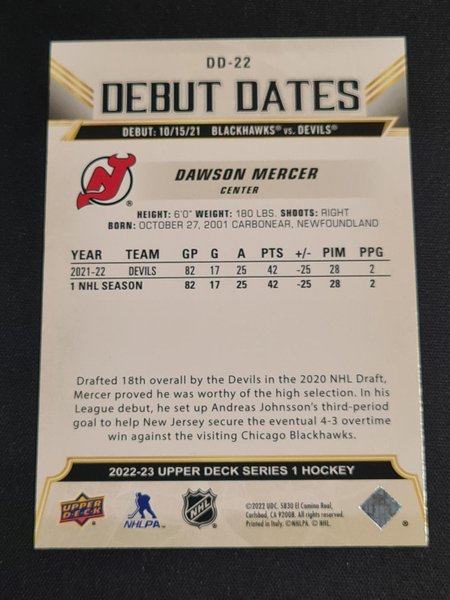 DD-22
DEBUT DATES
DEBUT: 10/15/21 BLACKHAWKS® vs. DEVILS®
DAWSON MERCER
CENTER
HEIGHT: 6'0" WEIGHT: 180 LBS. SHOOTS: RIGHT
BORN: OCTOBER 27, 2001 CARBONEAR, NEWFOUNDLAND
YEAR TEAM GP G A PTS +/- PIM PPG
2021-22 DEVILS 82 17 25 42 -25 28 2
1 NHL SEASON 82 17 25 42 -25 28 2
Drafted 18th overall by the Devils in the 2020 NHL Draft,
Mercer proved he was worthy of the high selection. In his
League debut, he set up Andreas Johnsson's third-period
goal to help New Jersey secure the eventual 4-3 overtime
win against the visiting Chicago Blackhawks.
2022-23 UPPER DECK SERIES 1 HOCKEY
UPPER DECK
NHLPA
NHL
©2022 UDC. 5830 El Camino Real,
Carlsbad, CA 92008. All rights reserved.
Printed in Italy. ©NHLPA. © NHL.